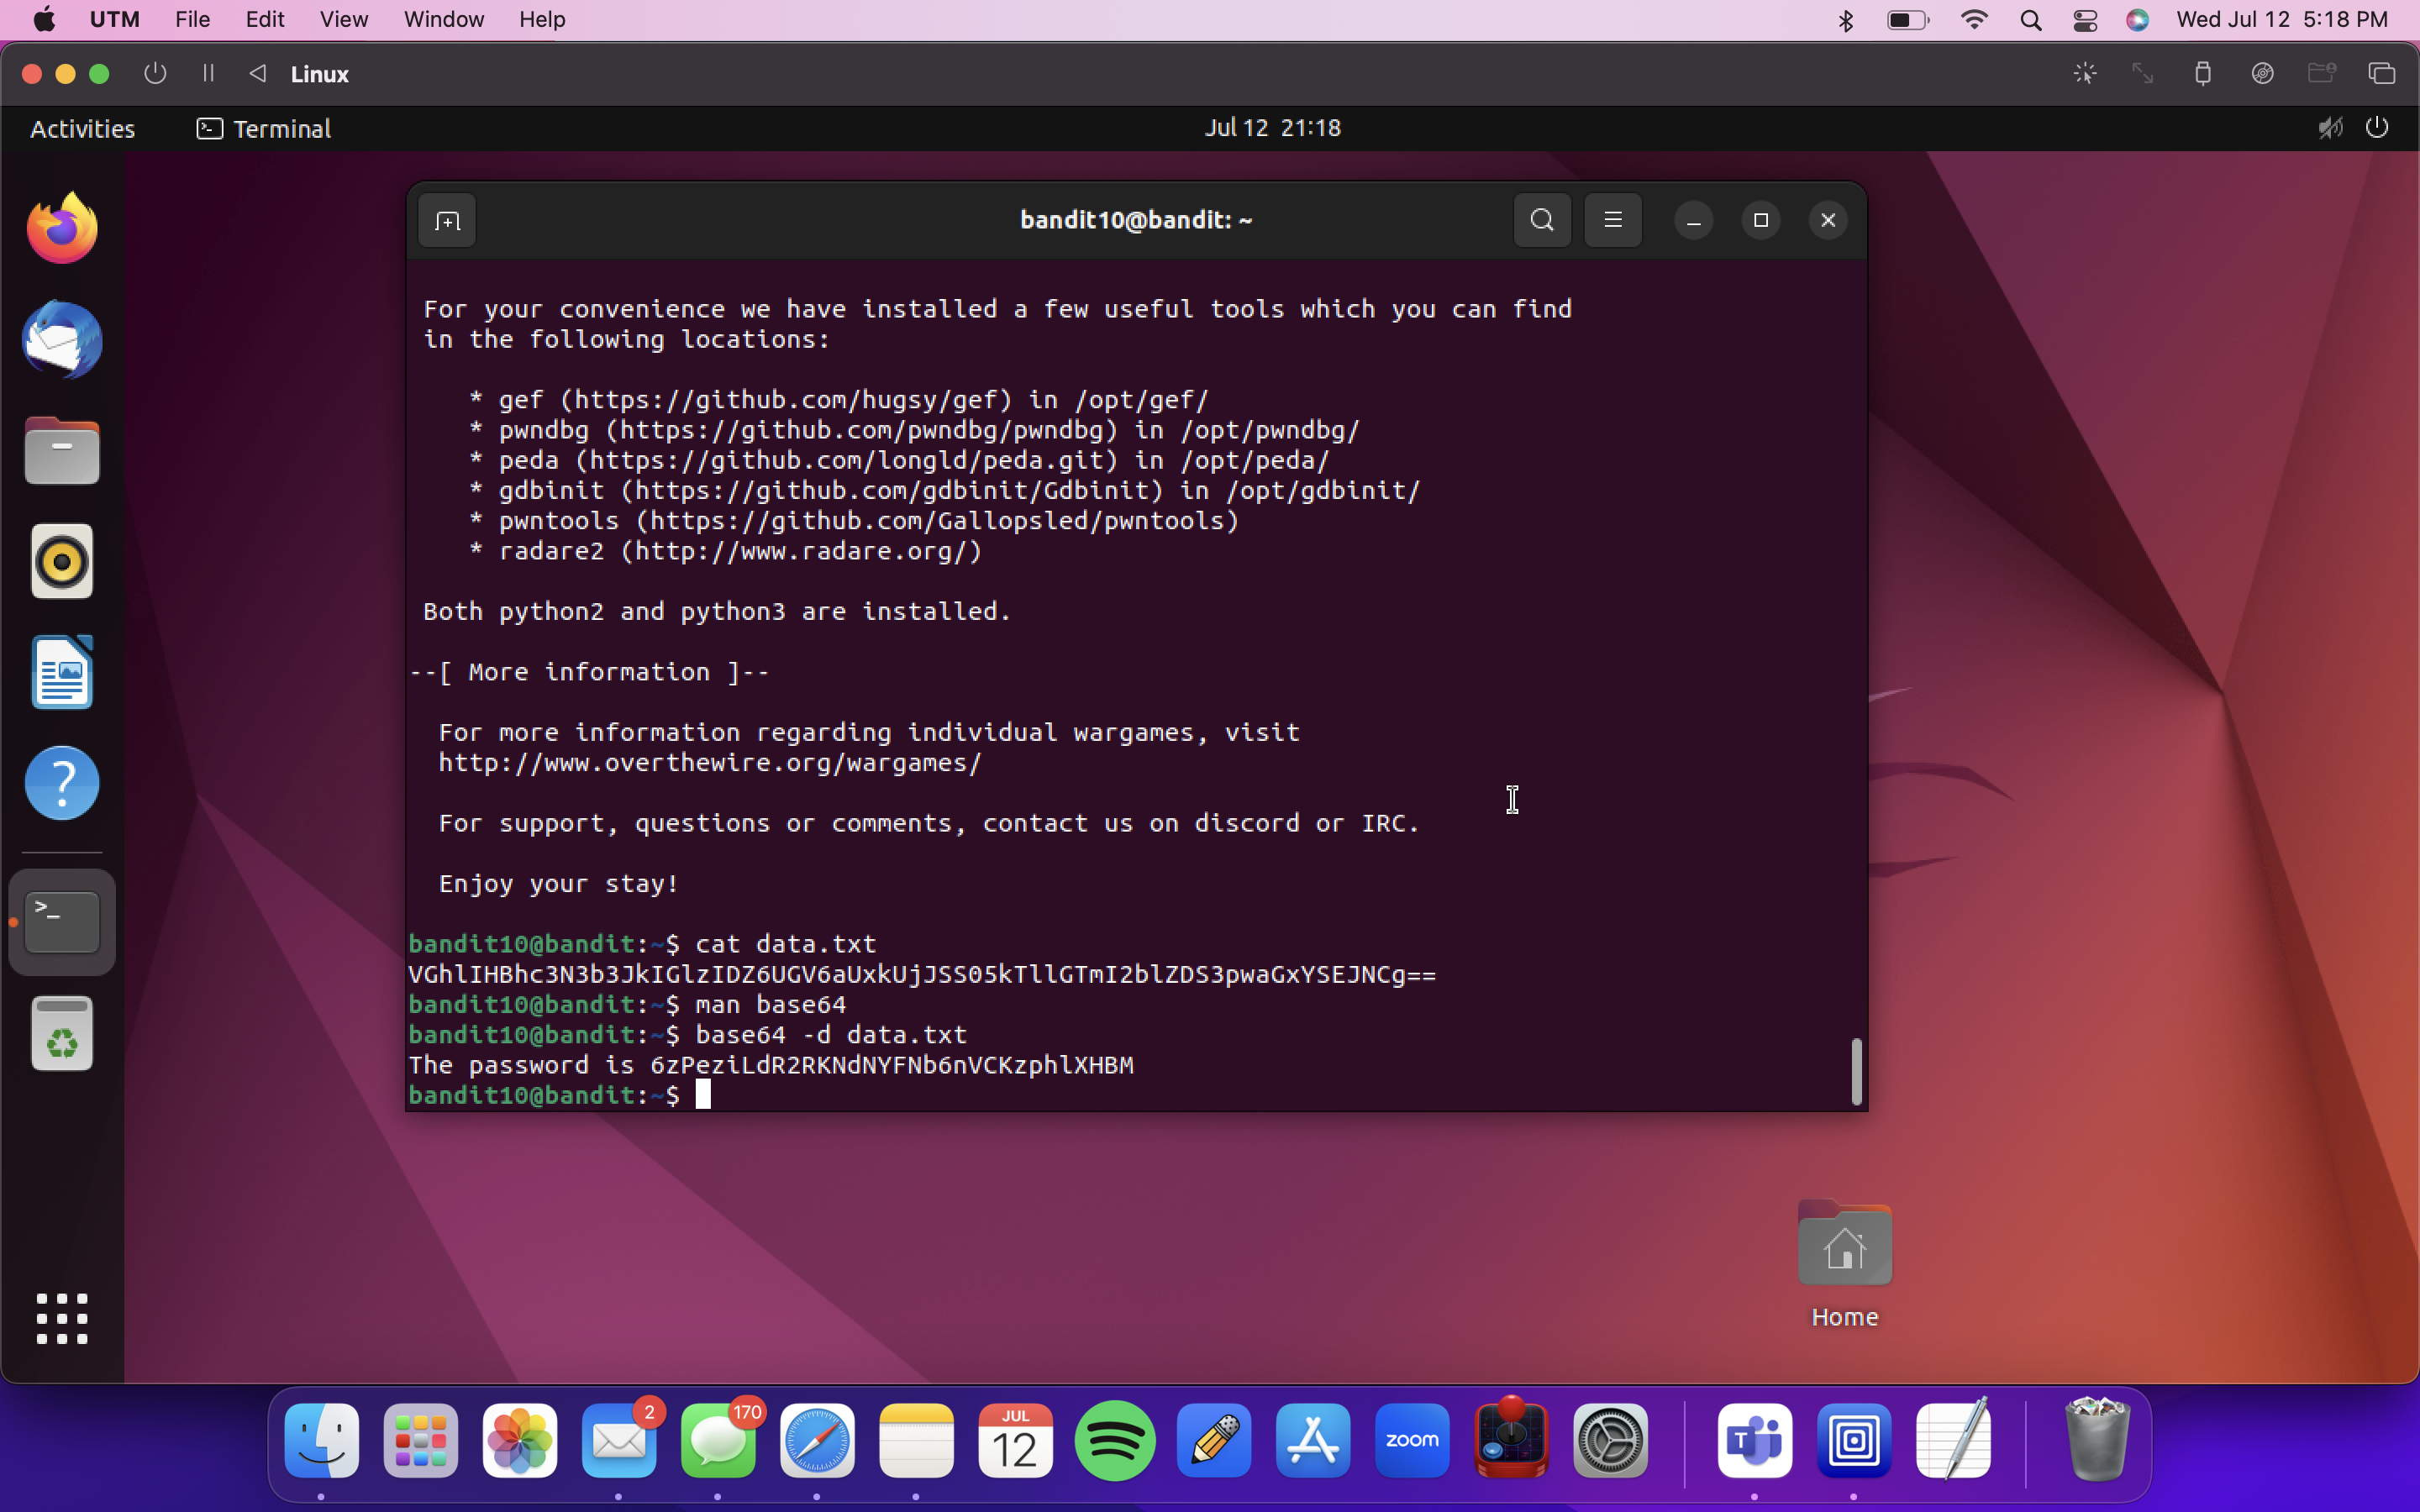 UTM File Edit View Window Help Wed Jul 12 5:18 PM
Linux
Activities Terminal Jul 12 21:18
bandit10@bandit: ~
For your convenience we have installed a few useful tools which you can find
in the following locations:
* gef (https://github.com/hugsy/gef) in /opt/gef/
* pwndbg (https://github.com/pwndbg/pwndbg) in /opt/pwndbg/
* peda (https://github.com/longld/peda.git) in /opt/peda/
* gdbinit (https://github.com/gdbinit/Gdbinit) in /opt/gdbinit/
* pwntools (https://github.com/Gallopsled/pwntools)
* radare2 (http://www.radare.org/)
Both python2 and python3 are installed.
--[ More information ]--
For more information regarding individual wargames, visit
http://www.overthewire.org/wargames/
For support, questions or comments, contact us on discord or IRC.
Enjoy your stay!
bandit10@bandit:~$ cat data.txt
VGhlIHBhc3N3b3JkIGlzIDZ6UGV6aUxkUjJSS05kTllGTmI2blZDS3pwaGxYSEJNCg==
bandit10@bandit:~$ man base64
bandit10@bandit:~$ base64 -d data.txt
The password is 6zPeziLdR2RKNdNYFNb6nVCKzphlXHBM
bandit10@bandit:~$
Home
2
170
JUL
12
zoom
T